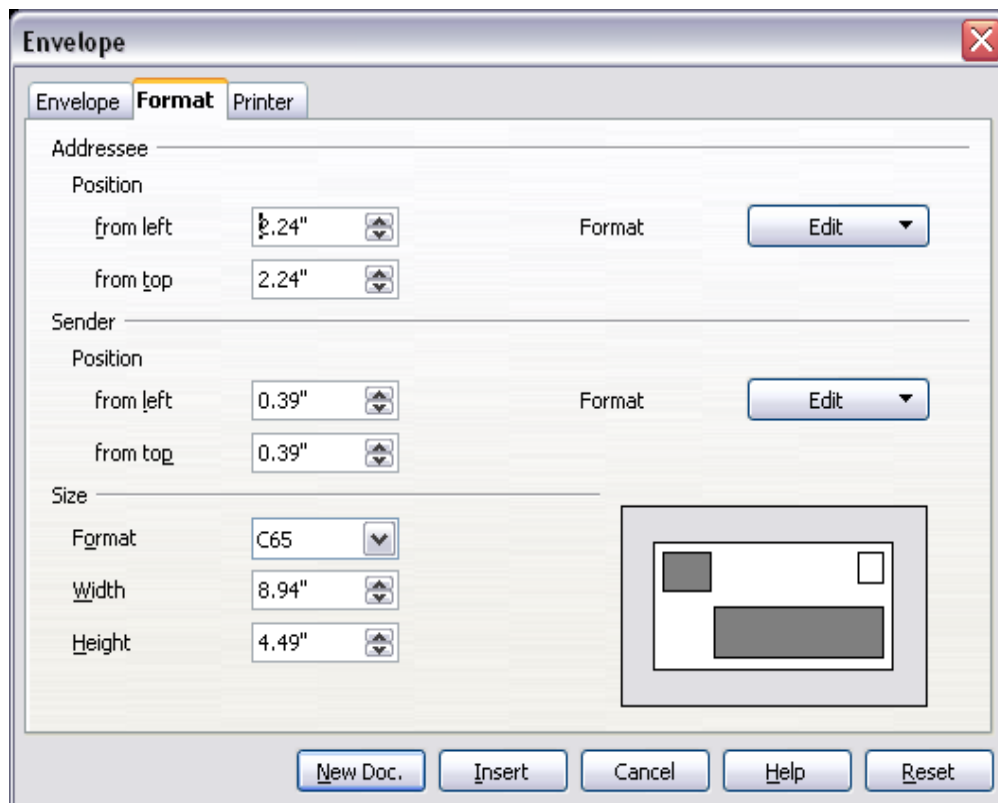 Envelope
Envelope Format Printer
Addressee
Position
from left 2.24" Format Edit
from top 2.24"
Sender
Position
from left 0.39" Format Edit
from top 0.39"
Size
Format C65
Width 8.94"
Height 4.49"
New Doc. Insert Cancel Help Reset